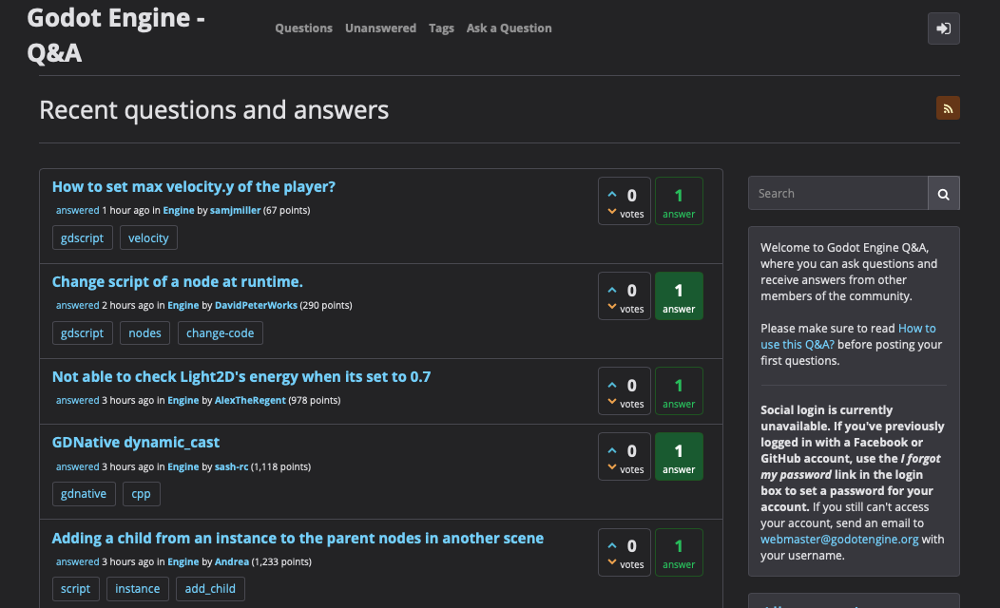 Godot Engine -
Q&A
Questions Unanswered Tags Ask a Question
Recent questions and answers
How to set max velocity.y of the player?
answered 1 hour ago in Engine by samjmiller (67 points)
gdscript velocity
0
votes
1
answer
Change script of a node at runtime.
answered 2 hours ago in Engine by DavidPeterWorks (290 points)
gdscript nodes change-code
0
votes
1
answer
Not able to check Light2D's energy when its set to 0.7
answered 3 hours ago in Engine by AlexTheRegent (978 points)
0
votes
1
answer
GDNative dynamic_cast
answered 3 hours ago in Engine by sash-rc (1,118 points)
gdnative cpp
0
votes
1
answer
Adding a child from an instance to the parent nodes in another scene
answered 3 hours ago in Engine by Andrea (1,233 points)
script instance add_child
0
votes
1
answer
Search
Welcome to Godot Engine Q&A,
where you can ask questions and
receive answers from other
members of the community.
Please make sure to read How to
use this Q&A? before posting your
first questions.
Social login is currently
unavailable. If you've previously
logged in with a Facebook or
GitHub account, use the I forgot
my password link in the login
box to set a password for your
account. If you still can't access
your account, send an email to
webmaster@godotengine.org with
your username.